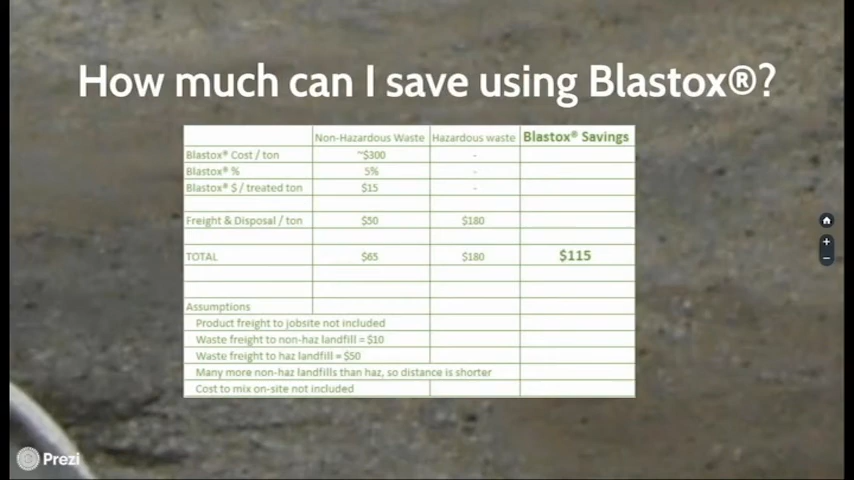 How much can I save using Blastox®?
Non-Hazardous Waste Hazardous waste Blastox® Savings
Blastox® Cost / ton ~$300 -
Blastox® % 5% -
Blastox® $ / treated ton $15 -
Freight & Disposal / ton $50 $180
TOTAL $65 $180 $115
Assumptions
Product freight to jobsite not included
Waste freight to non-haz landfill = $10
Waste freight to haz landfill = $50
Many more non-haz landfills than haz, so distance is shorter
Cost to mix on-site not included
Prezi